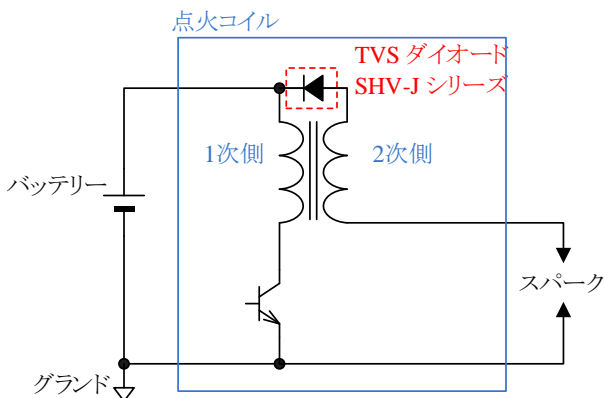 点火コイル
TVS ダイオード
SHV-J シリーズ
1次側
2次側
バッテリー
スパーク
グランド